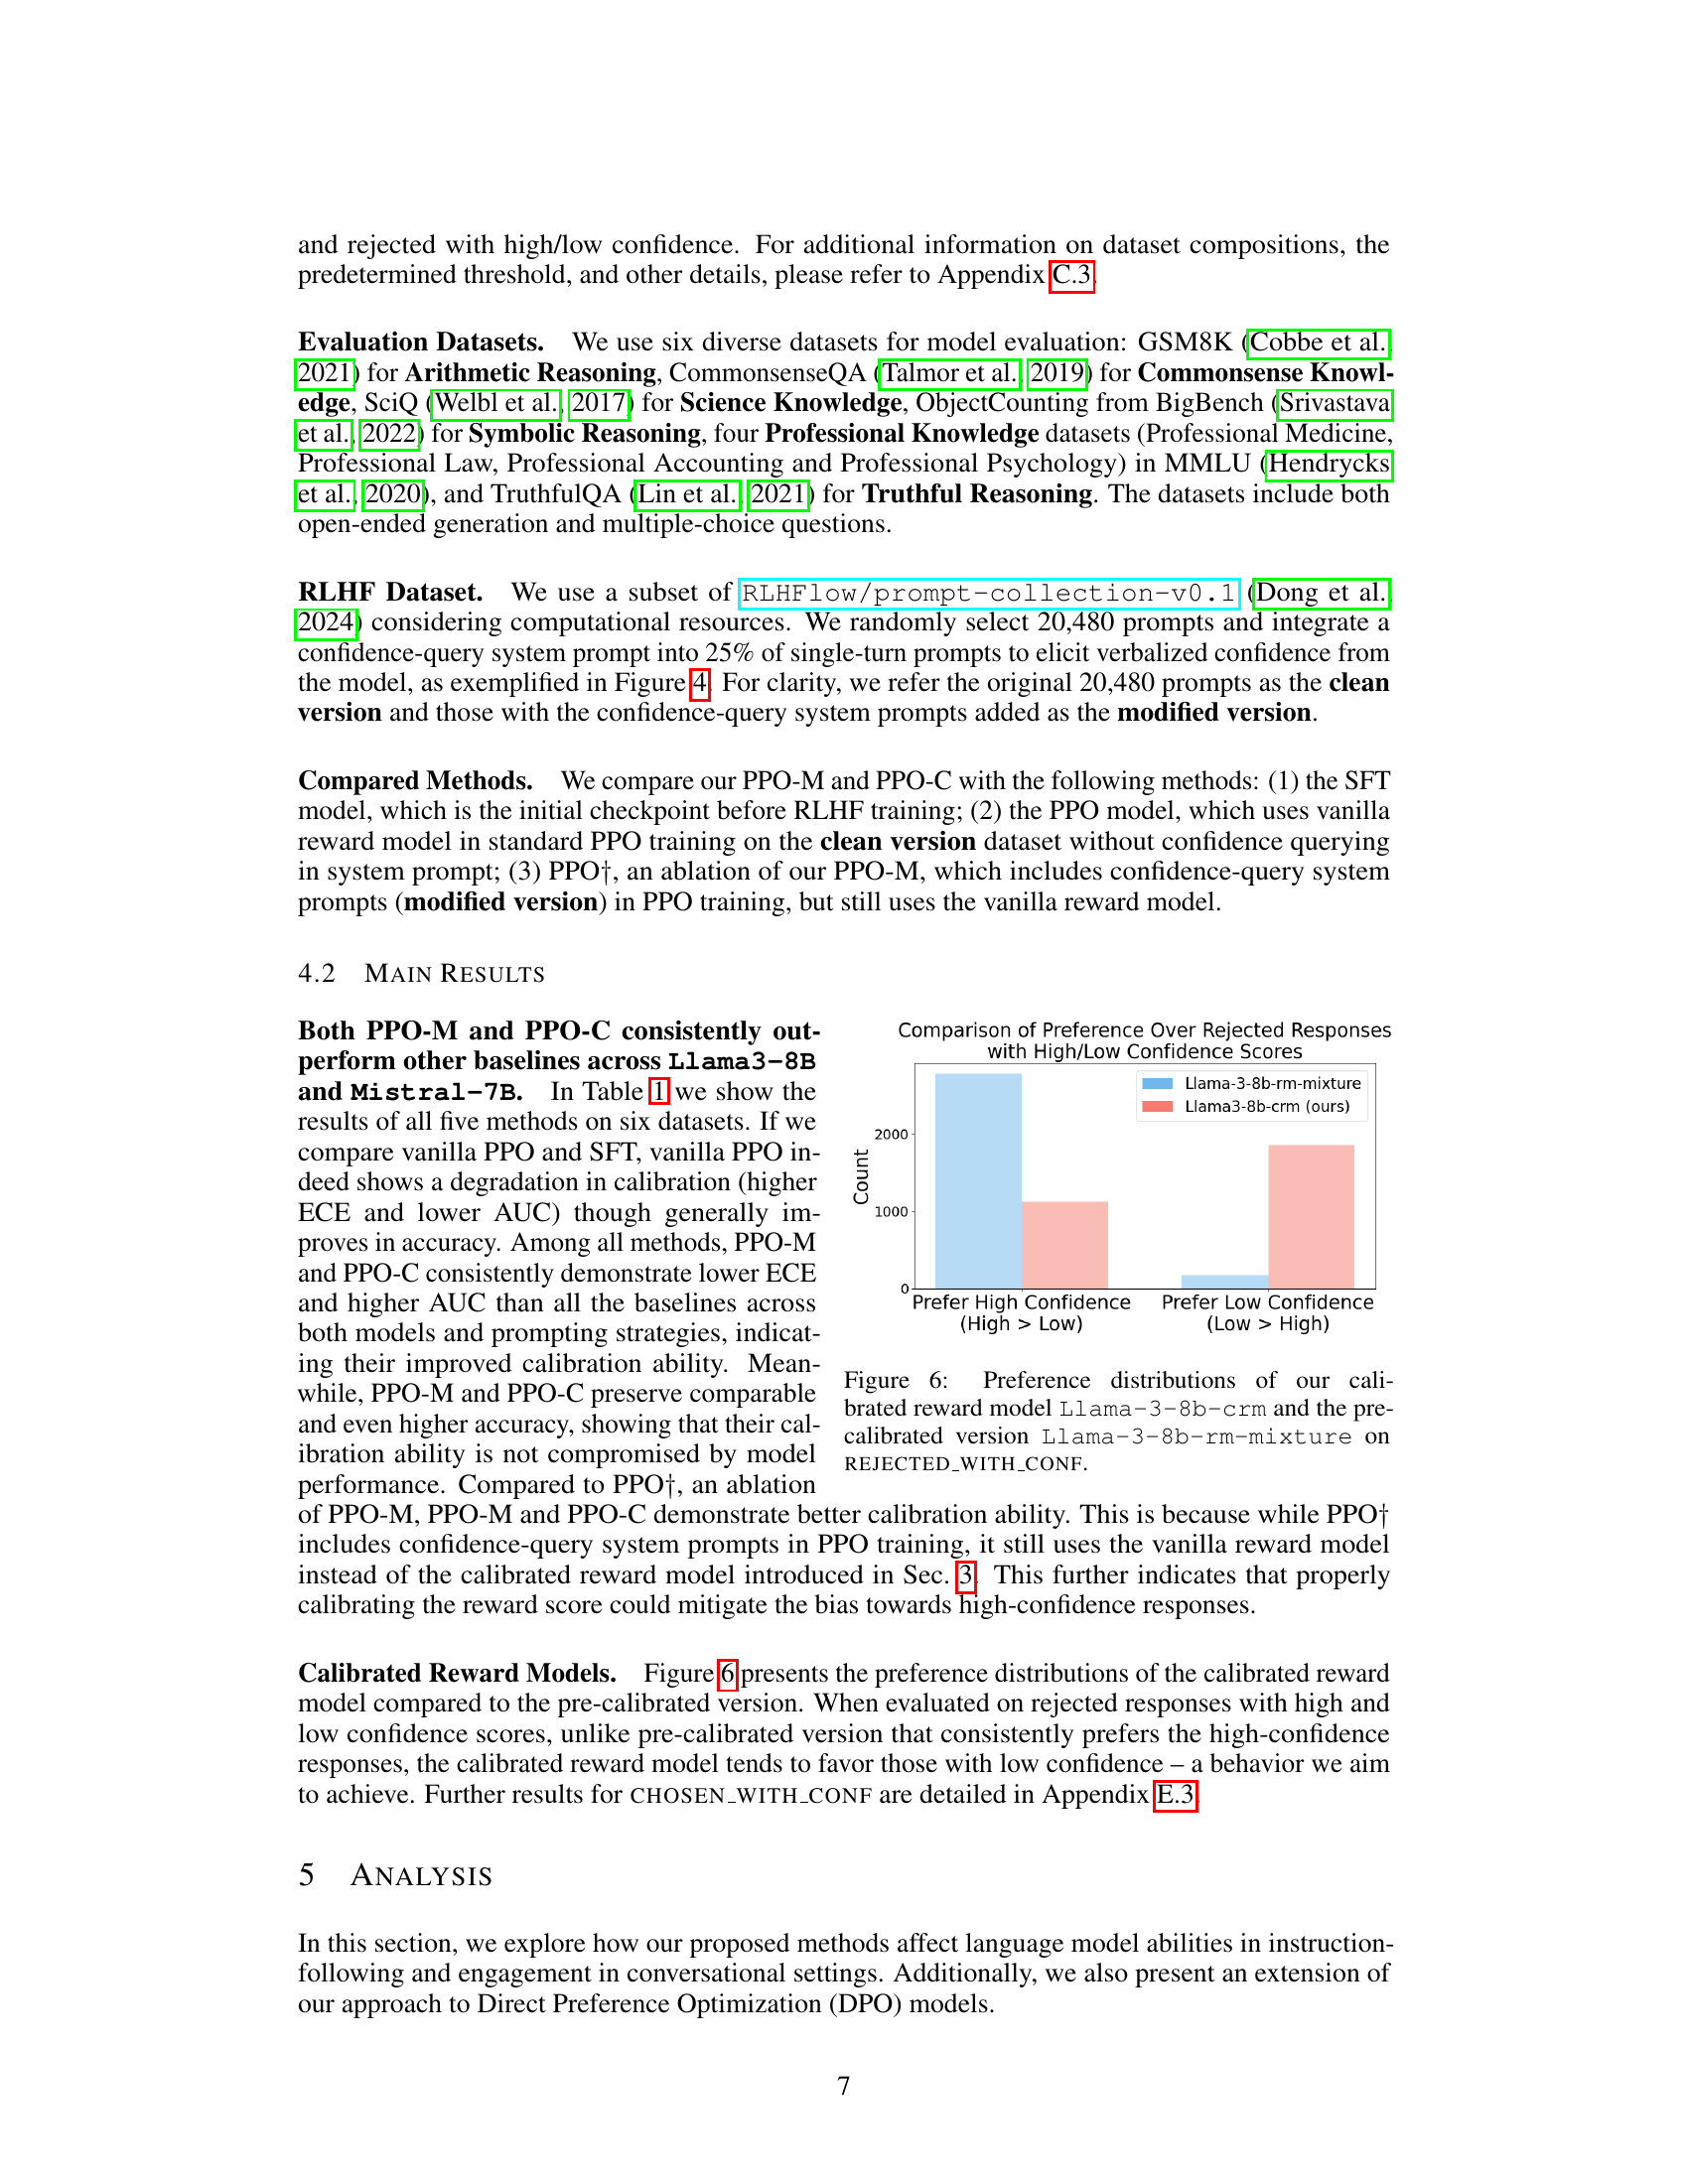 and rejected with high/low confidence. For additional information on dataset compositions, the
predetermined threshold, and other details, please refer to Appendix C.3.
Evaluation Datasets. We use six diverse datasets for model evaluation: GSM8K (Cobbe et al.,
2021) for Arithmetic Reasoning, CommonsenseQA (Talmor et al., 2019) for Commonsense Knowl-
edge, SciQ (Welbl et al., 2017) for Science Knowledge, ObjectCounting from BigBench (Srivastava
et al., 2022) for Symbolic Reasoning, four Professional Knowledge datasets (Professional Medicine,
Professional Law, Professional Accounting and Professional Psychology) in MMLU (Hendrycks
et al., 2020), and TruthfulQA (Lin et al., 2021) for Truthful Reasoning. The datasets include both
open-ended generation and multiple-choice questions.
RLHF Dataset. We use a subset of RLHFlow/prompt-collection-v0.1 (Dong et al.,
2024) considering computational resources. We randomly select 20,480 prompts and integrate a
confidence-query system prompt into 25% of single-turn prompts to elicit verbalized confidence from
the model, as exemplified in Figure 4. For clarity, we refer the original 20,480 prompts as the clean
version and those with the confidence-query system prompts added as the modified version.
Compared Methods. We compare our PPO-M and PPO-C with the following methods: (1) the SFT
model, which is the initial checkpoint before RLHF training; (2) the PPO model, which uses vanilla
reward model in standard PPO training on the clean version dataset without confidence querying
in system prompt; (3) PPO†, an ablation of our PPO-M, which includes confidence-query system
prompts (modified version) in PPO training, but still uses the vanilla reward model.
4.2 MAIN RESULTS
Both PPO-M and PPO-C consistently out-
perform other baselines across Llama3-8B
and Mistral-7B. In Table 1 we show the
results of all five methods on six datasets. If we
compare vanilla PPO and SFT, vanilla PPO in-
deed shows a degradation in calibration (higher
ECE and lower AUC) though generally im-
proves in accuracy. Among all methods, PPO-M
and PPO-C consistently demonstrate lower ECE
and higher AUC than all the baselines across
both models and prompting strategies, indicat-
ing their improved calibration ability. Mean-
while, PPO-M and PPO-C preserve comparable
and even higher accuracy, showing that their cal-
ibration ability is not compromised by model
performance. Compared to PPO†, an ablation
of PPO-M, PPO-M and PPO-C demonstrate better calibration ability. This is because while PPO†
includes confidence-query system prompts in PPO training, it still uses the vanilla reward model
instead of the calibrated reward model introduced in Sec. 3. This further indicates that properly
calibrating the reward score could mitigate the bias towards high-confidence responses.
Comparison of Preference Over Rejected Responses
with High/Low Confidence Scores
Llama-3-8b-rm-mixture
Llama3-8b-crm (ours)
Count
2000
1000
0
Prefer High Confidence
(High > Low)
Prefer Low Confidence
(Low > High)
Figure 6: Preference distributions of our cali-
brated reward model Llama-3-8b-crm and the pre-
calibrated version Llama-3-8b-rm-mixture on
REJECTED_WITH_CONF.
Calibrated Reward Models. Figure 6 presents the preference distributions of the calibrated reward
model compared to the pre-calibrated version. When evaluated on rejected responses with high and
low confidence scores, unlike pre-calibrated version that consistently prefers the high-confidence
responses, the calibrated reward model tends to favor those with low confidence – a behavior we aim
to achieve. Further results for CHOSEN_WITH_CONF are detailed in Appendix E.3.
5 ANALYSIS
In this section, we explore how our proposed methods affect language model abilities in instruction-
following and engagement in conversational settings. Additionally, we also present an extension of
our approach to Direct Preference Optimization (DPO) models.
7